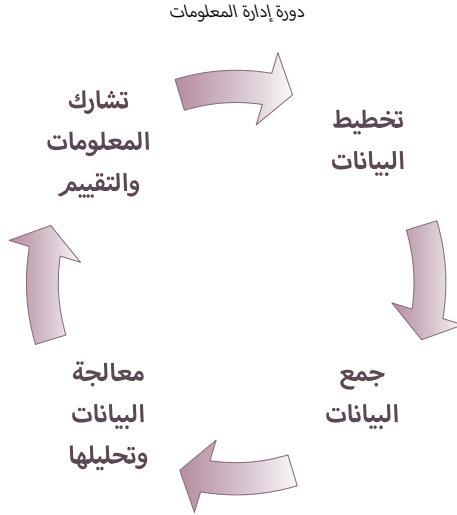 دورة إدارة المعلومات
تخطيط
البيانات
جمع
البيانات
معالجة
البيانات
وتحليلها
تشارك
المعلومات
والتقييم